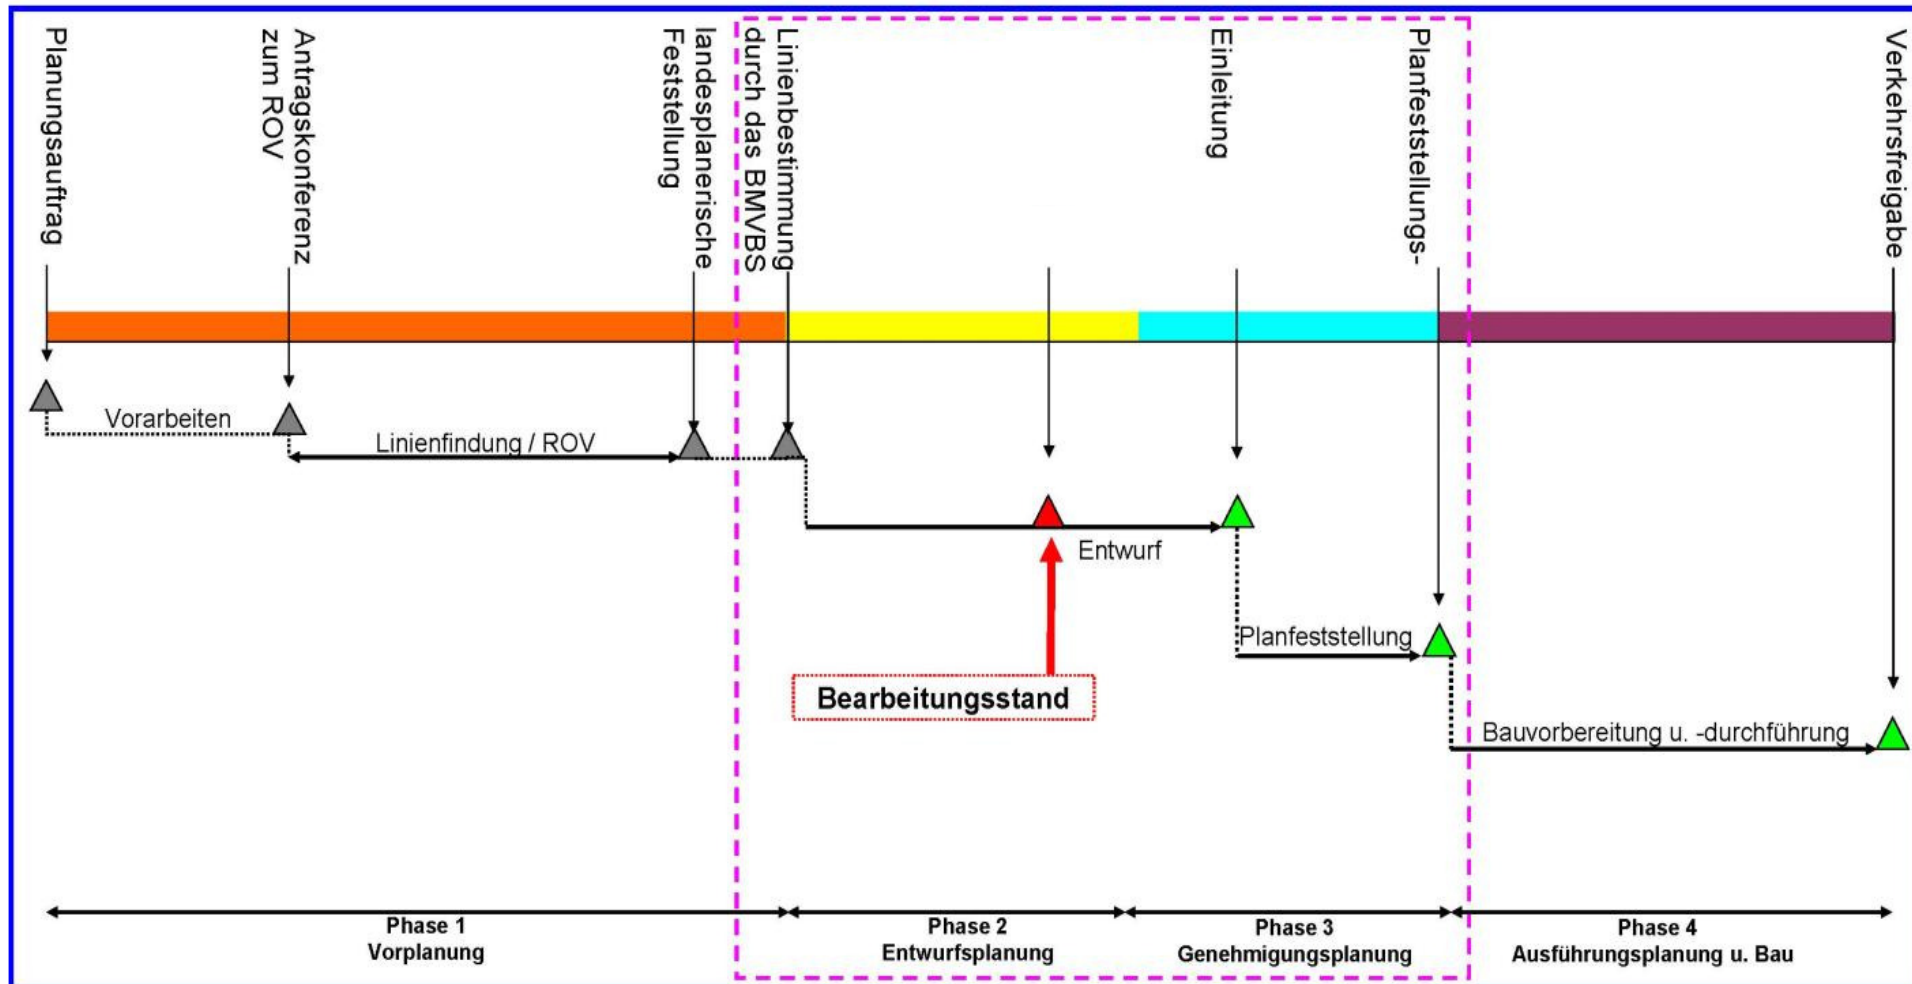 Planungsauftrag
Antragskonferenz
zum ROV
landesplanerische
Feststellung
Linienbestimmung
durch das BMVBS
Einleitung
Planfeststellungs-
Verkehrsfreigabe
Vorarbeiten
Linienfindung / ROV
Entwurf
Planfeststellung
Bearbeitungsstand
Bauvorbereitung u. -durchführung
Phase 1
Vorplanung
Phase 2
Entwurfsplanung
Phase 3
Genehmigungsplanung
Phase 4
Ausführungsplanung u. Bau